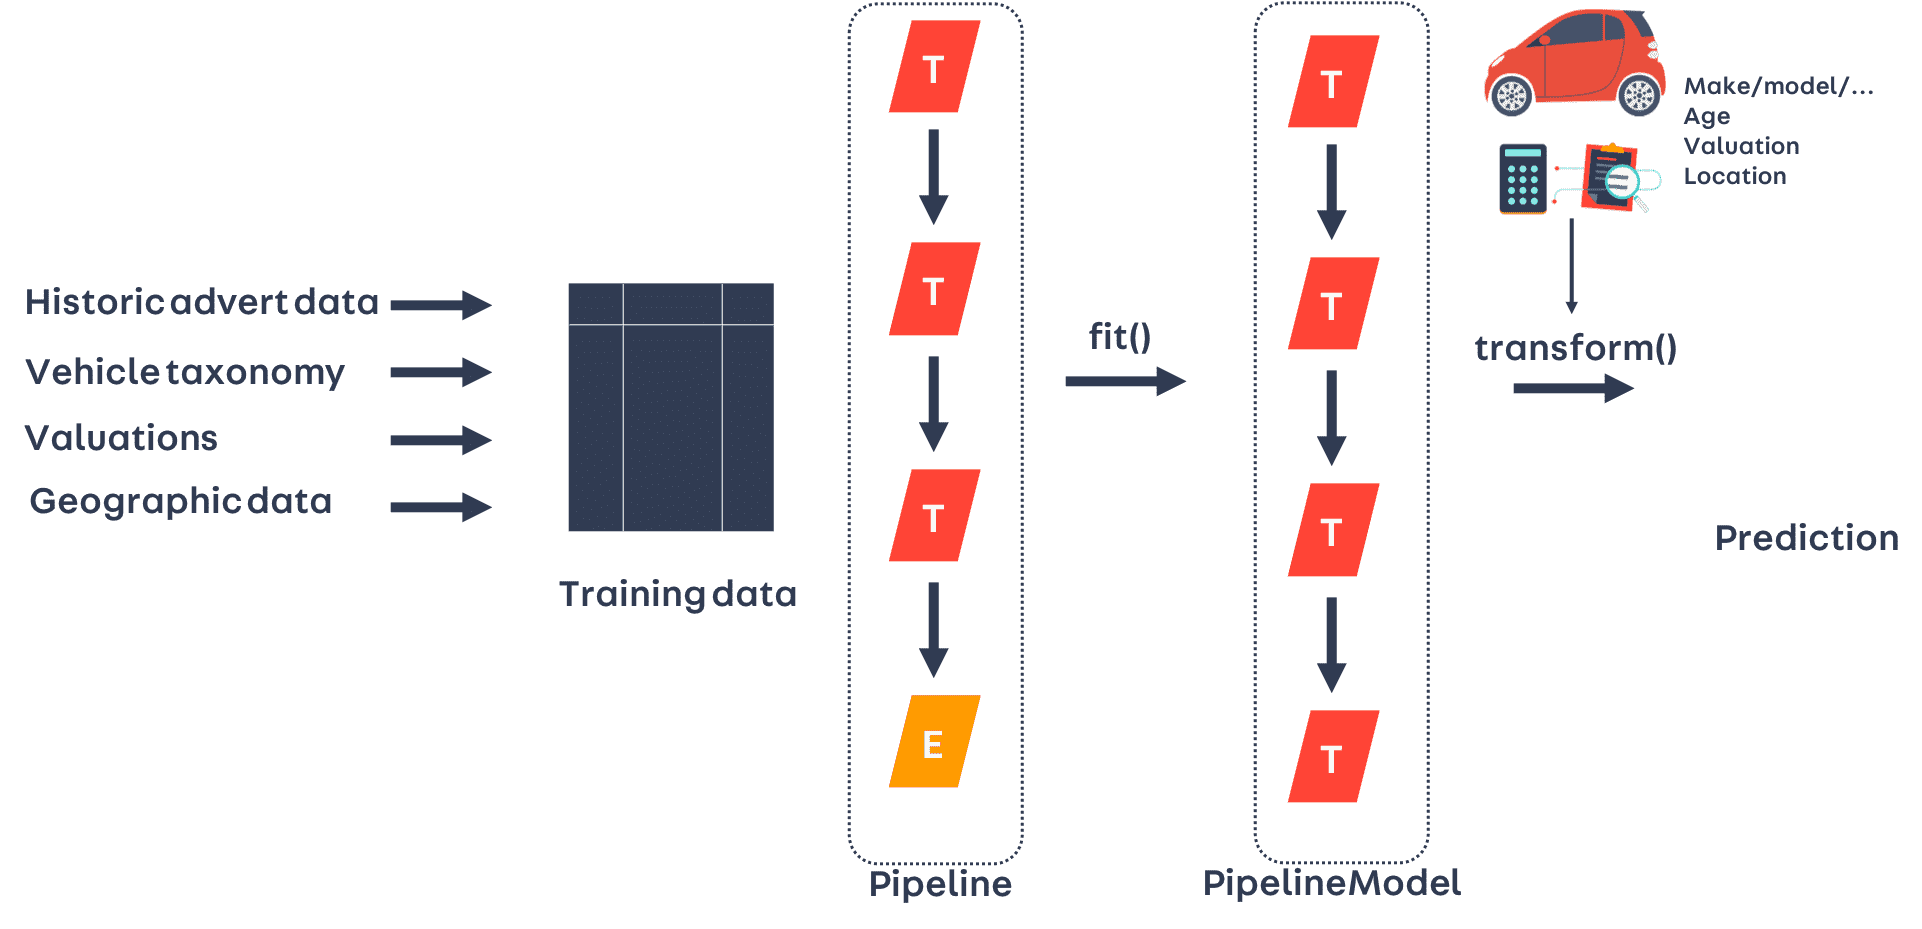 Historic advert data
Vehicle taxonomy
Valuations
Geographic data
Training data
T
T
T
E
Pipeline
fit()
T
T
T
T
PipelineModel
Make/model/...
Age
Valuation
Location
transform()
Prediction